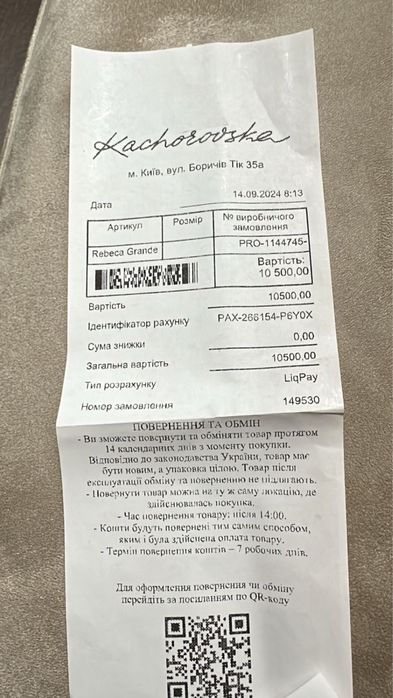 Kachorovska
м. Київ, вул. Боричів Тік 35а
Дата 14.09.2024 8:13
Артикул Розмір № виробничого замовлення
Rebeca Grande PRO-1144745-
Вартість: 10 500,00
Вартість 10500,00
Ідентифікатор рахунку PAX-266154-P6Y0X
Сума знижки 0,00
Загальна вартість 10500,00
Тип розрахунку LiqPay
Номер замовлення 149530
ПОВЕРНЕННЯ ТА ОБМІН
- Ви зможете повернути та обміняти товар протягом
14 календарних днів з моменту покупки.
Відповідно до законодавства України, товар має
бути новим, а упаковка цілою. Товар після
експлуатації обміну та поверненню не підлягають.
- Повернути товар можна на ту ж саму локацію, де
здійснювалась покупка.
- Час повернення товару: після 14:00.
- Кошти будуть повернені тим самим способом,
яким і була здійснена оплата товару.
- Термін повернення коштів – 7 робочих днів.
Для оформлення повернення чи обміну
перейдіть за посиланням по QR-коду